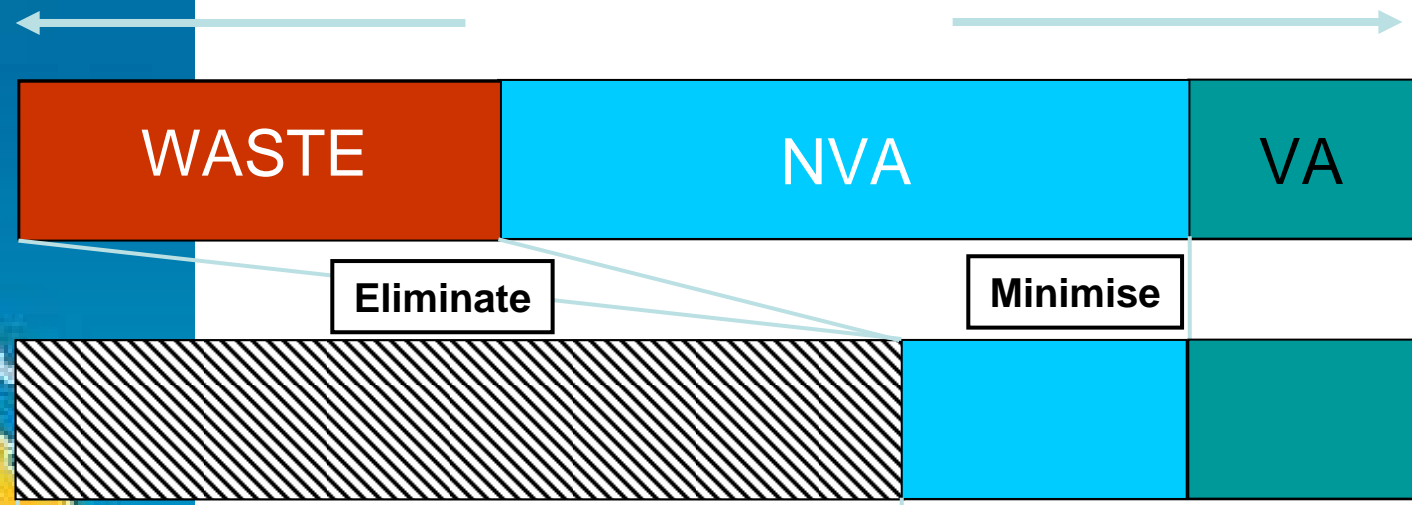 WASTE
NVA
VA
Eliminate
Minimise